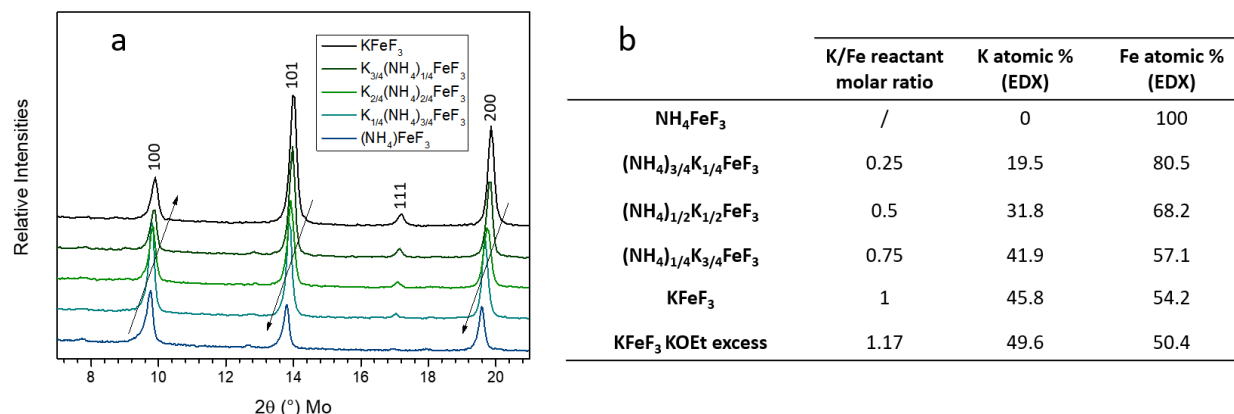 a
KFeF3
K3/4(NH4)1/4FeF3
K2/4(NH4)2/4FeF3
K1/4(NH4)3/4FeF3
(NH4)FeF3
100
101
111
200
Relative Intensities
8 10 12 14 16 18 20
2θ (°) Mo
b
K/Fe reactant molar ratio K atomic % (EDX) Fe atomic % (EDX)
NH4FeF3 / 0 100
(NH4)3/4K1/4FeF3 0.25 19.5 80.5
(NH4)1/2K1/2FeF3 0.5 31.8 68.2
(NH4)1/4K3/4FeF3 0.75 41.9 57.1
KFeF3 1 45.8 54.2
KFeF3 KOEt excess 1.17 49.6 50.4